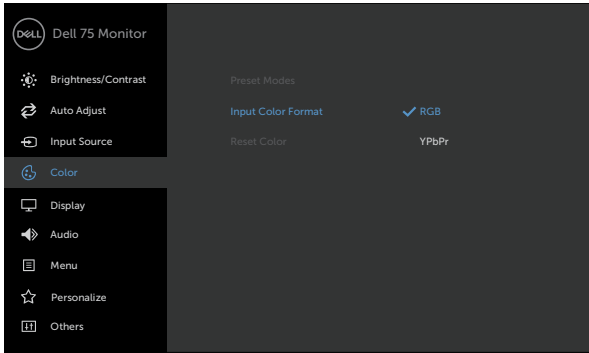 DELL Dell 75 Monitor
Brightness/Contrast
Auto Adjust
Input Source
Color
Display
Audio
Menu
Personalize
Others
Preset Modes
Input Color Format ✓ RGB
Reset Color YPbPr